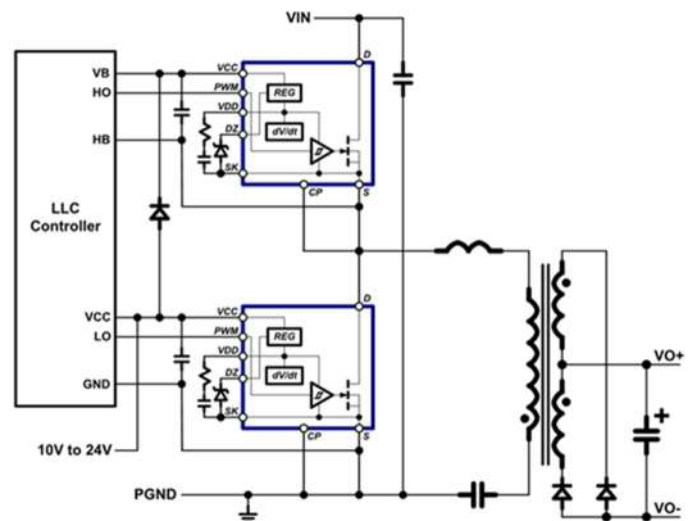 VIN
D
VB
VCC
HO
PWM
REG
VDD
DZ
dV/dt
HB
SK
CP
S
LLC
Controller
D
VCC
VCC
LO
PWM
REG
VDD
DZ
dV/dt
GND
SK
CP
S
VO+
+
10V to 24V
PGND
VO-